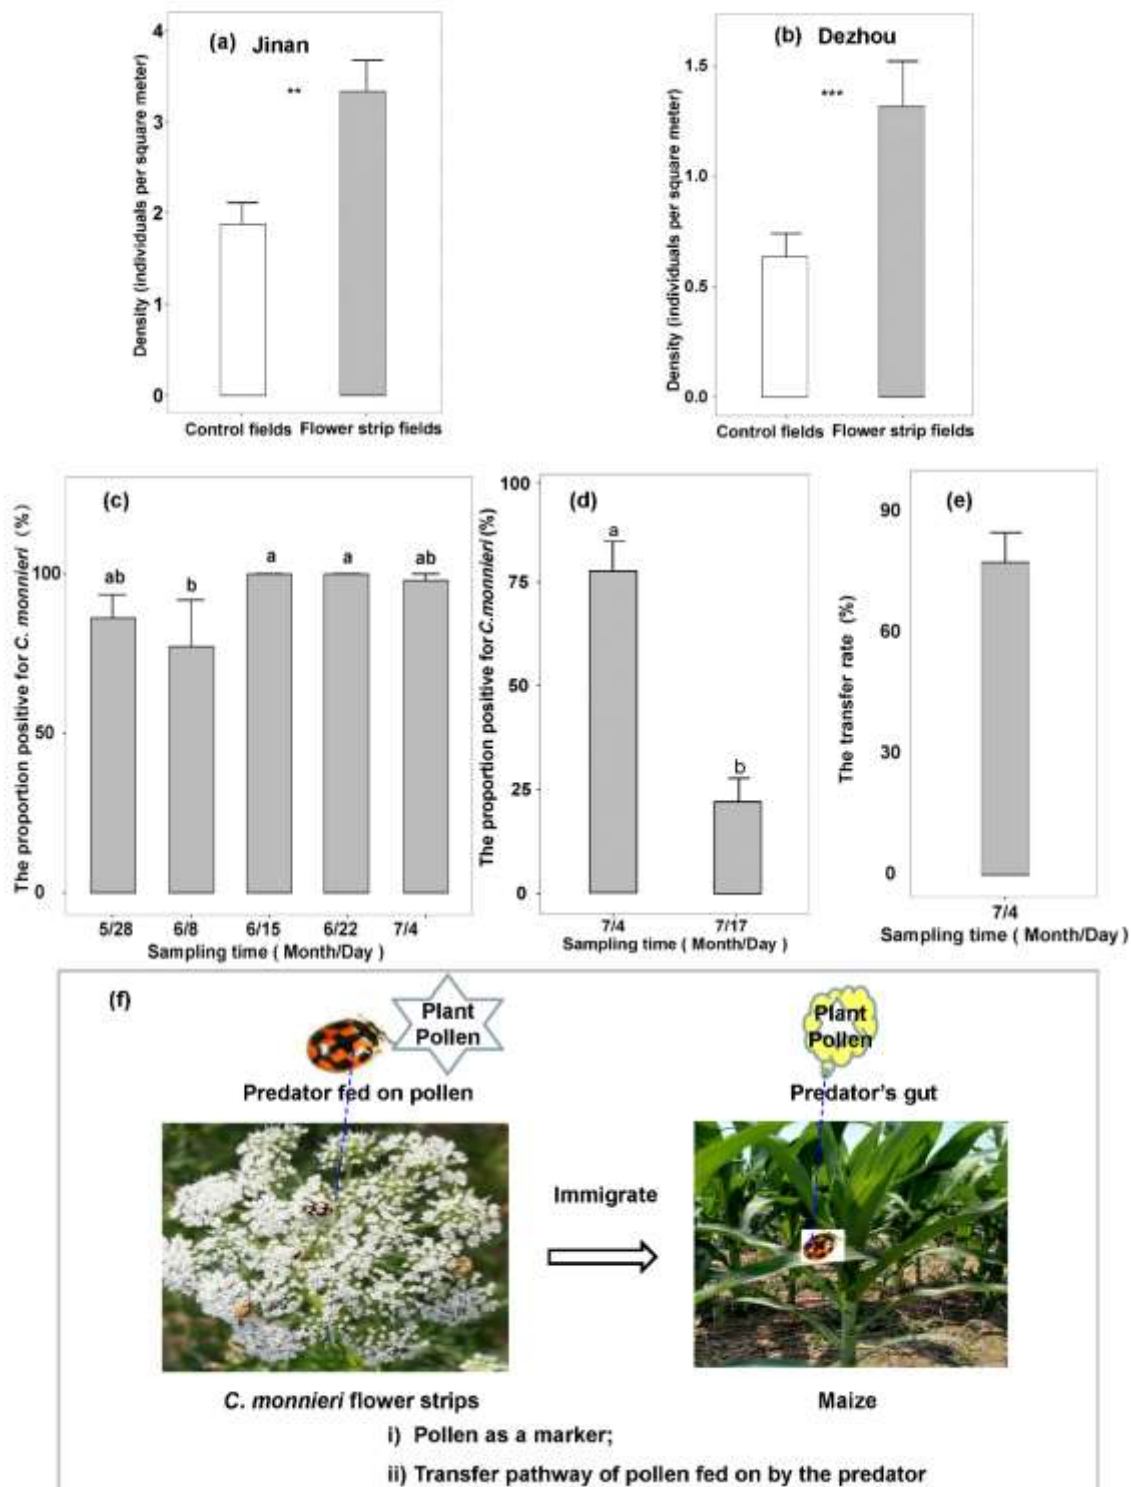 (a) Jinan
Density (individuals per square meter)
4
3
2
1
0
**
Control fields Flower strip fields
(b) Dezhou
Density (individuals per square meter)
1.5
1.0
0.5
0.0
***
Control fields Flower strip fields
(c)
The proportion positive for C. monnieri (%)
100
50
0
ab
b
a
a
ab
5/28 6/8 6/15 6/22 7/4
Sampling time ( Month/Day )
(d)
The proportion positive for C.monnieri (%)
100
75
50
25
0
a
b
7/4 7/17
Sampling time ( Month/Day )
(e)
The transfer rate (%)
90
60
30
0
7/4
Sampling time ( Month/Day )
(f)
Plant
Pollen
Predator fed on pollen
Plant
Pollen
Predator's gut
Immigrate
C. monnieri flower strips
Maize
i) Pollen as a marker;
ii) Transfer pathway of pollen fed on by the predator